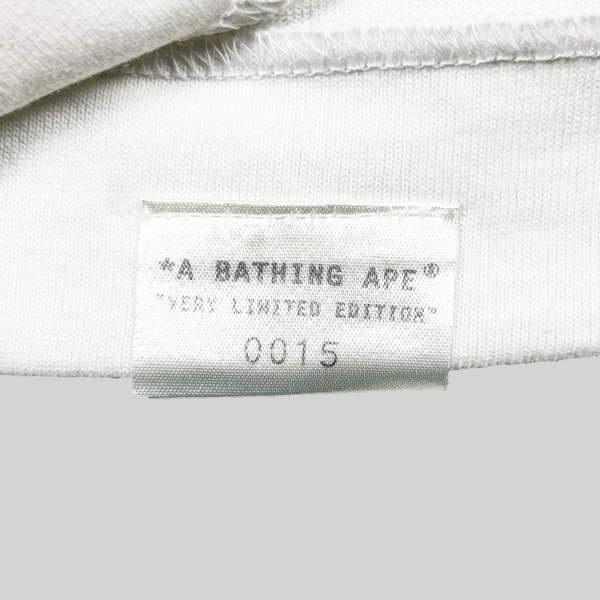 *A BATHING APE®
"VERY LIMITED EDITION"
0015